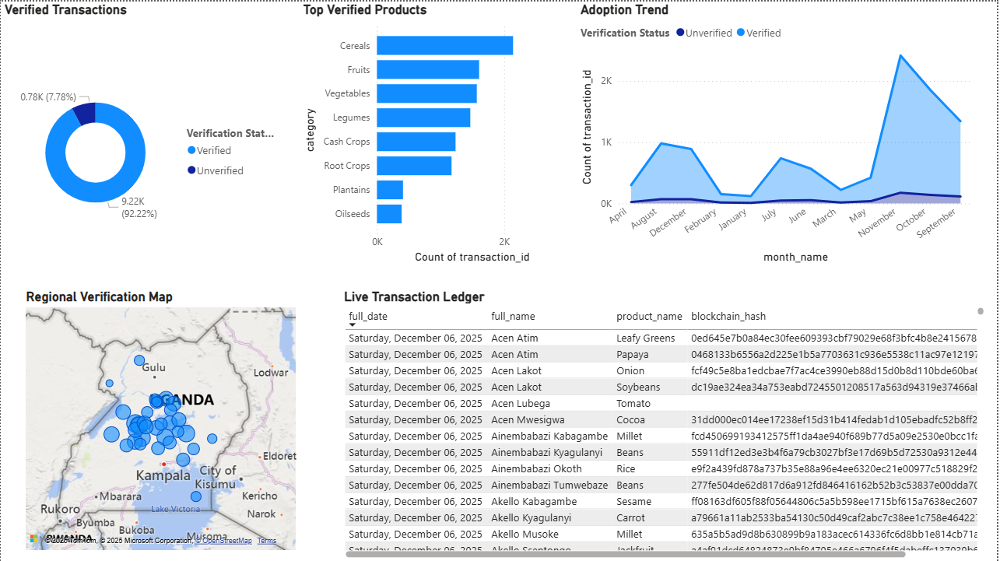 Verified Transactions
0.78K (7.78%)
9.22K
(92.22%)
Verification Stat...
Verified
Unverified
Top Verified Products
category
Cereals
Fruits
Vegetables
Legumes
Cash Crops
Root Crops
Plantains
Oilseeds
0K 2K
Count of transaction_id
Adoption Trend
Verification Status Unverified Verified
Count of transaction_id
2K
1K
0K
April August December February January July June March May November October September
month_name
Regional Verification Map
Gulu
Lodwar
UGANDA
Eldoret
Kampala
City of
Kisumu
Mbarara
Kericho
Lake Victoria
Rukoro
Narok
Byumba
Bukoba
Musoma
RWANDA
© 2025 TomTom, © 2025 Microsoft Corporation, © OpenStreetMap Terms
Live Transaction Ledger
full_date full_name product_name blockchain_hash
Saturday, December 06, 2025 Acen Atim Leafy Greens 0ed645e7b0a84ec30fee609393cbf79029e68f3bfc4b8e2415678
Saturday, December 06, 2025 Acen Atim Papaya 0468133b6556a2d225e1b5a7703631c936e5538c11ac97e12197
Saturday, December 06, 2025 Acen Lakot Onion fcf49c5e8ba1edcbae7f7ac4ce3990eb88d15d0b8d110bde60ba6
Saturday, December 06, 2025 Acen Lakot Soybeans dc19ae324ea34a753eabd7245501208517a563d94319e37466ab
Saturday, December 06, 2025 Acen Lubega Tomato
Saturday, December 06, 2025 Acen Mwesigwa Cocoa 31dd000ec014ee17238ef15d31b414fedab1d105ebadfc52b8ff2
Saturday, December 06, 2025 Ainembabazi Kabagambe Millet fcd450699193412575ff1da4ae940f689b77d5a09e2530e0bcc1fa
Saturday, December 06, 2025 Ainembabazi Kyagulanyi Beans 55911df12ed3e3b4f6a79cb3027bf3e17d69b5d72530a9312e44
Saturday, December 06, 2025 Ainembabazi Okoth Rice e9f2a439fd878a737b35e88a96e4ee6320ec21e00977c518829f2
Saturday, December 06, 2025 Ainembabazi Tumwebaze Beans 277fe504de62d817d6a912fd846416162b52b3c53837e00dda70
Saturday, December 06, 2025 Akello Kabagambe Sesame ff08163df605f88f05644806c5a5b598ee1715bf615a7638ec2607
Saturday, December 06, 2025 Akello Kyagulanyi Carrot a79661a11ab2533ba54130c50d49caf2abc7c38ee1c758e464227
Saturday, December 06, 2025 Akello Musoke Millet 635a5b5ad9d8b630899b9a183acec614336fc6d8bb1e814cb71a
Saturday, December 06, 2025 Akello Ssentongo Jackfruit